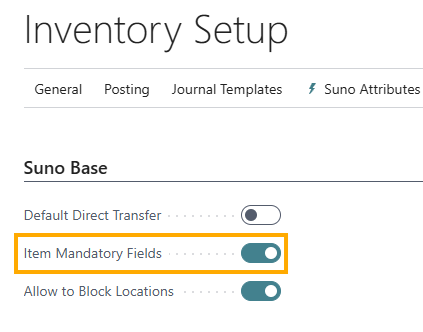 Inventory Setup
General Posting Journal Templates Suno Attributes
Suno Base
Default Direct Transfer
Item Mandatory Fields
Allow to Block Locations